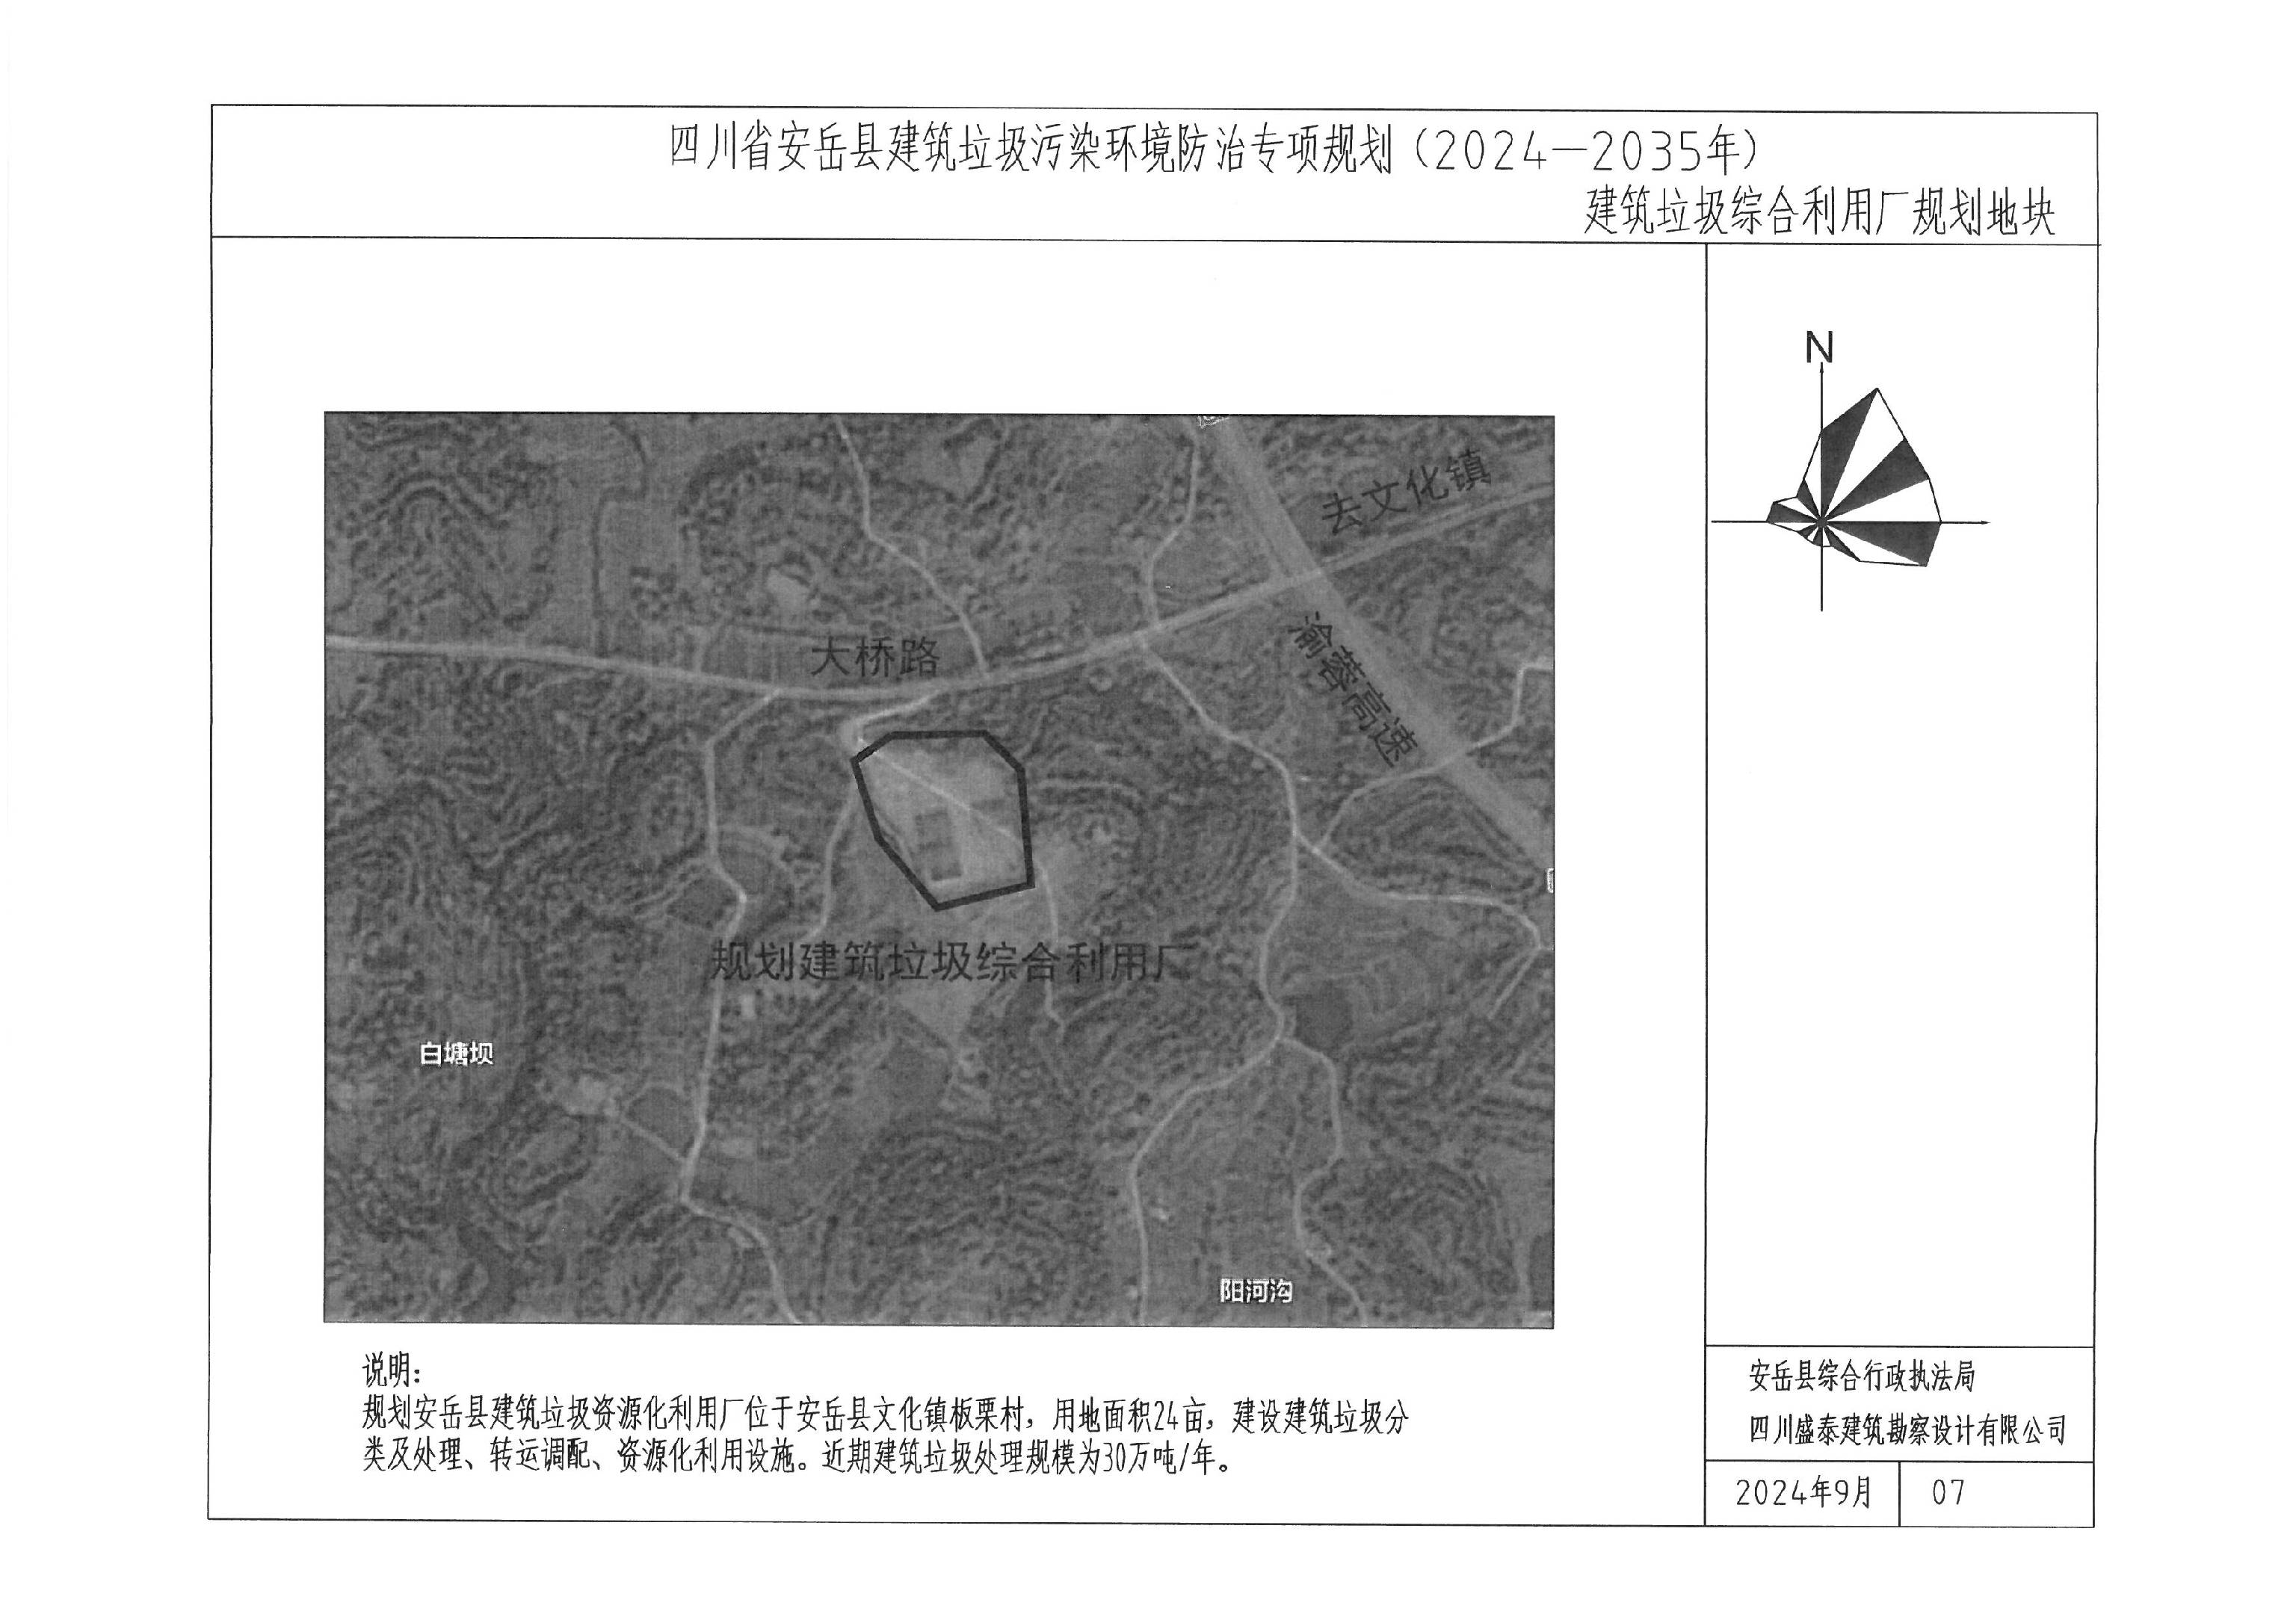 四川省安岳县建筑垃圾污染环境防治专项规划（2024—2035年）
建筑垃圾综合利用厂规划地块
N
去文化镇
大桥路
渝蓉高速
规划建筑垃圾综合利用厂
白塘坝
阳河沟
说明：
规划安岳县建筑垃圾资源化利用厂位于安岳县文化镇板栗村，用地面积24亩，建设建筑垃圾分
类及处理、转运调配、资源化利用设施。近期建筑垃圾处理规模为30万吨/年。
安岳县综合行政执法局
四川盛泰建筑勘察设计有限公司
2024年9月
07